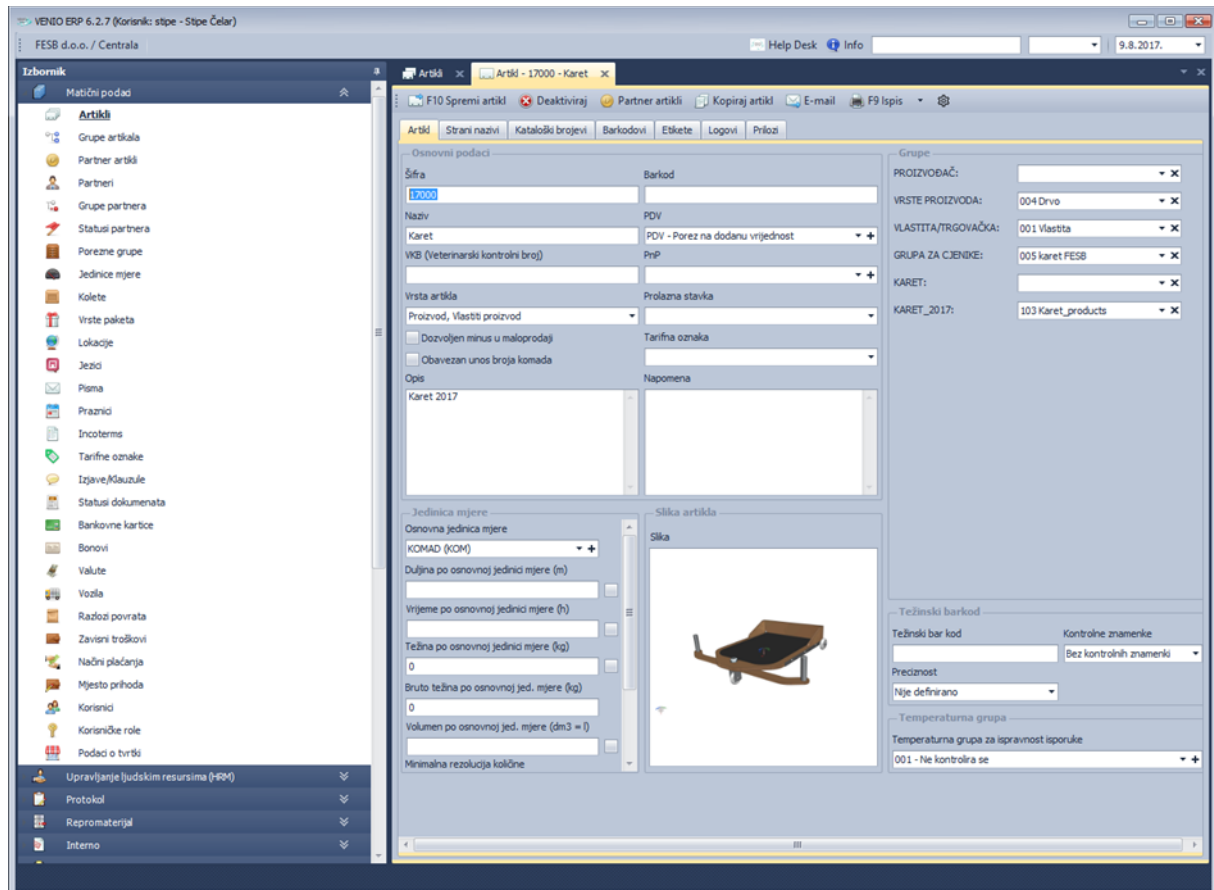 VENIO ERP 6.2.7 (Korisnik: stipe - Stipe Čelar)
FESB d.o.o. / Centrala
Help Desk
Info
9.8.2017.
Izbornik
Matični podaci
Artikli
Grupe artikala
Partner artikli
Partneri
Grupe partnera
Statusi partnera
Porezne grupe
Jedinice mjere
Kolete
Vrste paketa
Lokacije
Jezici
Pisma
Praznici
Incoterms
Tarifne oznake
Izjave/Klauzule
Statusi dokumenata
Bankovne kartice
Bonovi
Valute
Vozila
Razlozi povrata
Zavisni troškovi
Načini plaćanja
Mjesto prihoda
Korisnici
Korisničke role
Podaci o tvrtki
Upravljanje ljudskim resursima (HRM)
Protokol
Repromaterijal
Interno
Artikli
Artikl - 17000 - Karet
F10 Spremi artikl
Deaktiviraj
Partner artikli
Kopiraj artikl
E-mail
F9 Ispis
Artikl
Strani nazivi
Kataloški brojevi
Barkodovi
Etikete
Logovi
Prilozi
Osnovni podaci
Šifra
Barkod
17000
Naziv
PDV
Karet
PDV - Porez na dodanu vrijednost
VKB (Veterinarski kontrolni broj)
PnP
Vrsta artikla
Prolazna stavka
Proizvod, Vlastiti proizvod
Dozvoljen minus u maloprodaji
Tarifna oznaka
Obavezan unos broja komada
Opis
Napomena
Karet 2017
Jedinica mjere
Osnovna jedinica mjere
KOMAD (KOM)
Duljina po osnovnoj jedinici mjere (m)
Vrijeme po osnovnoj jedinici mjere (h)
Težina po osnovnoj jedinici mjere (kg)
0
Bruto težina po osnovnoj jed. mjere (kg)
0
Volumen po osnovnoj jed. mjere (dm3 = l)
Minimalna rezolucija količine
Slika artikla
Slika
Grupe
PROIZVOĐAČ:
VRSTE PROIZVODA:
004 Drvo
VLASTITA/TRGOVAČKA:
001 Vlastita
GRUPA ZA CJENIKE:
005 karet FESB
KARET:
KARET_2017:
103 Karet_products
Težinski barkod
Težinski bar kod
Kontrolne znamenke
Bez kontrolnih znamenki
Preciznost
Nije definirano
Temperaturna grupa
Temperaturna grupa za ispravnost isporuke
001 - Ne kontrolira se